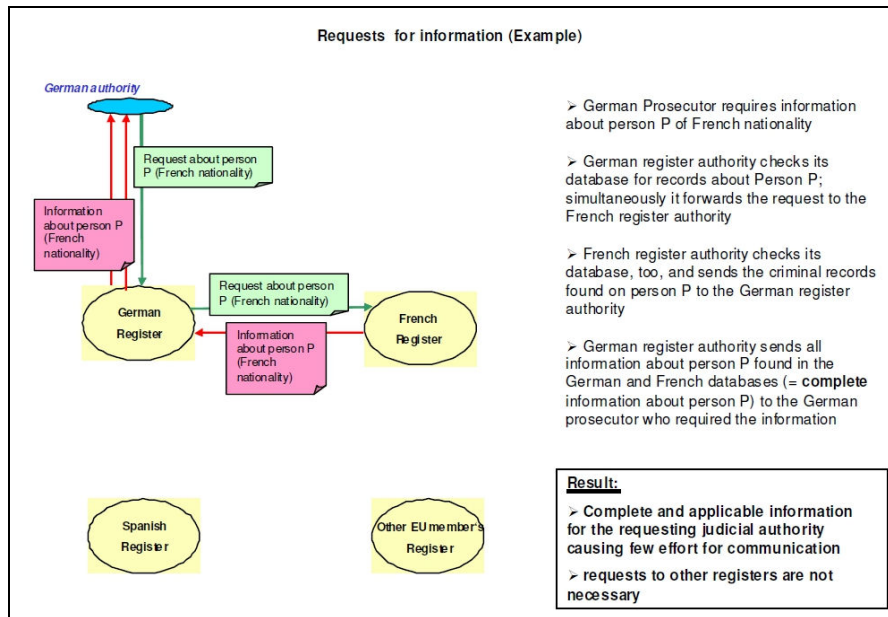 Requests for information (Example)
German authority
Request about person
P (French nationality)
Information
about person P
(French
nationality)
German
Register
Request about person
P (French nationality)
Information
about person P
(French
nationality)
French
Register
Spanish
Register
Other EU member's
Register
➢ German Prosecutor requires information
about person P of French nationality
➢ German register authority checks its
database for records about Person P;
simultaneously it forwards the request to the
French register authority
➢ French register authority checks its
database, too, and sends the criminal records
found on person P to the German register
authority
➢ German register authority sends all
information about person P found in the
German and French databases (= complete
information about person P) to the German
prosecutor who required the information
Result:
➢ Complete and applicable information
for the requesting judicial authority
causing few effort for communication
➢ requests to other registers are not
necessary